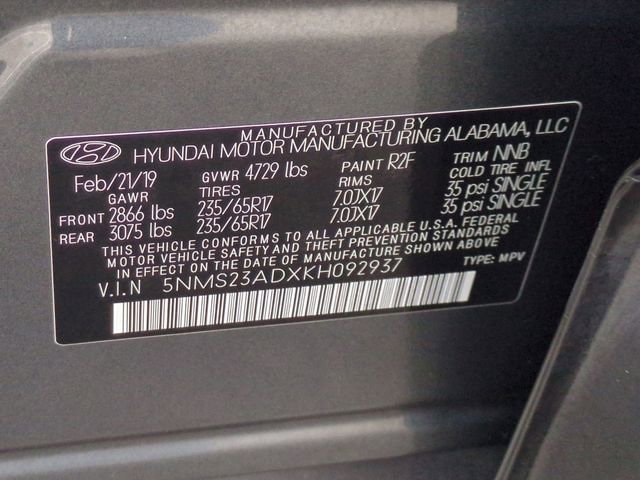 MANUFACTURED BY
HYUNDAI MOTOR MANUFACTURING ALABAMA, LLC
Feb/21/19 GVWR 4729 lbs PAINT R2F TRIM NNB
GAWR TIRES RIMS COLD TIRE INFL
FRONT 2866 lbs 235/65R17 7.0JX17 35 psi SINGLE
REAR 3075 lbs 235/65R17 7.0JX17 35 psi SINGLE
THIS VEHICLE CONFORMS TO ALL APPLICABLE U.S.A. FEDERAL
MOTOR VEHICLE SAFETY AND THEFT PREVENTION STANDARDS
IN EFFECT ON THE DATE OF MANUFACTURE SHOWN ABOVE.
V.I.N 5NMS23ADXKH092937 TYPE: MPV